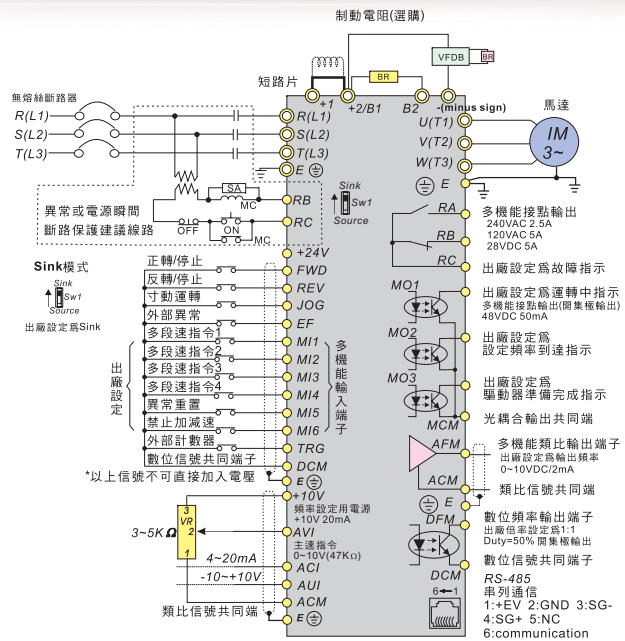 制動電阻(選購)
VFDB
BR
BR
短路片
+1
+2/B1
B2
-(minus sign)
無熔絲斷路器
R(L1)
S(L2)
T(L3)
R(L1)
S(L2)
T(L3)
E
U(T1)
V(T2)
W(T3)
E
馬達
IM
3~
SA
MC
RB
RC
OFF
ON
MC
異常或電源瞬間
斷路保護建議線路
Sink
Sw1
Source
RA
RB
RC
多機能接點輸出
240VAC 2.5A
120VAC 5A
28VDC 5A
出廠設定為故障指示
Sink模式
Sink
Sw1
Source
出廠設定為Sink
+24V
正轉/停止
FWD
反轉/停止
REV
寸動運轉
JOG
外部異常
EF
出廠設定
多段速指令1
MI1
多段速指令2
MI2
多段速指令3
MI3
多段速指令4
MI4
異常重置
MI5
禁止加減速
MI6
多機能輸入端子
外部計數器
TRG
數位信號共同端子
DCM
*以上信號不可直接加入電壓
E
MO1
出廠設定為運轉中指示
多機能接點輸出(開集極輸出)
48VDC 50mA
MO2
出廠設定為
設定頻率到達指示
MO3
出廠設定為
驅動器準備完成指示
MCM
光耦合輸出共同端
AFM
多機能類比輸出端子
出廠設定為輸出頻率
0~10VDC/2mA
ACM
類比信號共同端
E
+10V
頻率設定用電源
+10V 20mA
3
VR
2
1
3~5KΩ
AVI
主速指令
0~10V(47KΩ)
4~20mA
ACI
-10~+10V
AUI
類比信號共同端
ACM
E
DFM
數位頻率輸出端子
出廠倍率設定為1:1
Duty=50% 開集極輸出
DCM
數位信號共同端子
6
1
RS-485
串列通信
1:+EV 2:GND 3:SG-
4:SG+ 5:NC
6:communication